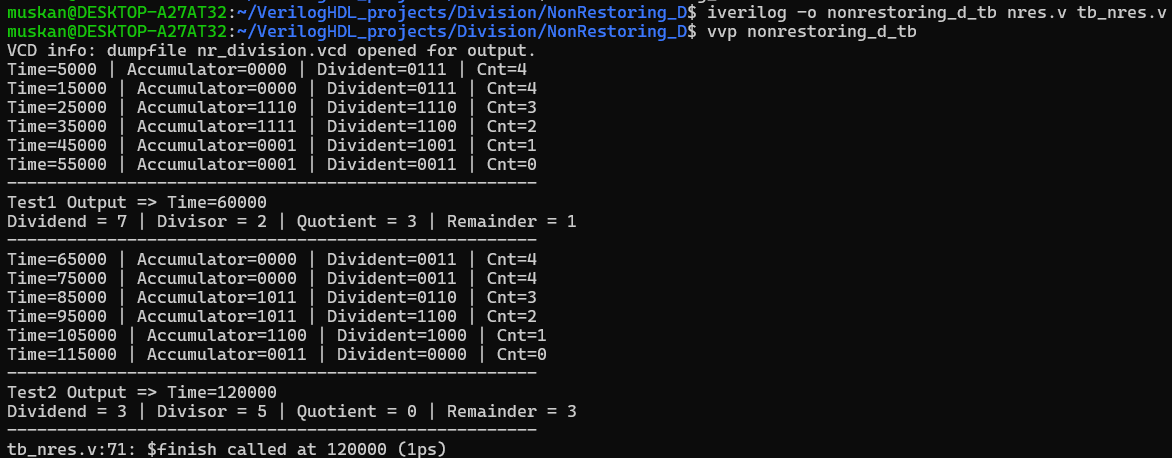 muskan@DESKTOP-A27AT32:~/VerilogHDL_projects/Division/NonRestoring_D$ iverilog -o nonrestoring_d_tb nres.v tb_nres.v
muskan@DESKTOP-A27AT32:~/VerilogHDL_projects/Division/NonRestoring_D$ vvp nonrestoring_d_tb
VCD info: dumpfile nr_division.vcd opened for output.
Time=5000 | Accumulator=0000 | Divident=0111 | Cnt=4
Time=15000 | Accumulator=0000 | Divident=0111 | Cnt=4
Time=25000 | Accumulator=1110 | Divident=1110 | Cnt=3
Time=35000 | Accumulator=1111 | Divident=1100 | Cnt=2
Time=45000 | Accumulator=0001 | Divident=1001 | Cnt=1
Time=55000 | Accumulator=0001 | Divident=0011 | Cnt=0
-----------------------------------------------------
Test1 Output => Time=60000
Dividend = 7 | Divisor = 2 | Quotient = 3 | Remainder = 1
-----------------------------------------------------
Time=65000 | Accumulator=0000 | Divident=0011 | Cnt=4
Time=75000 | Accumulator=0000 | Divident=0011 | Cnt=4
Time=85000 | Accumulator=1011 | Divident=0110 | Cnt=3
Time=95000 | Accumulator=1011 | Divident=1100 | Cnt=2
Time=105000 | Accumulator=1100 | Divident=1000 | Cnt=1
Time=115000 | Accumulator=0011 | Divident=0000 | Cnt=0
-----------------------------------------------------
Test2 Output => Time=120000
Dividend = 3 | Divisor = 5 | Quotient = 0 | Remainder = 3
-----------------------------------------------------
tb_nres.v:71: $finish called at 120000 (1ps)